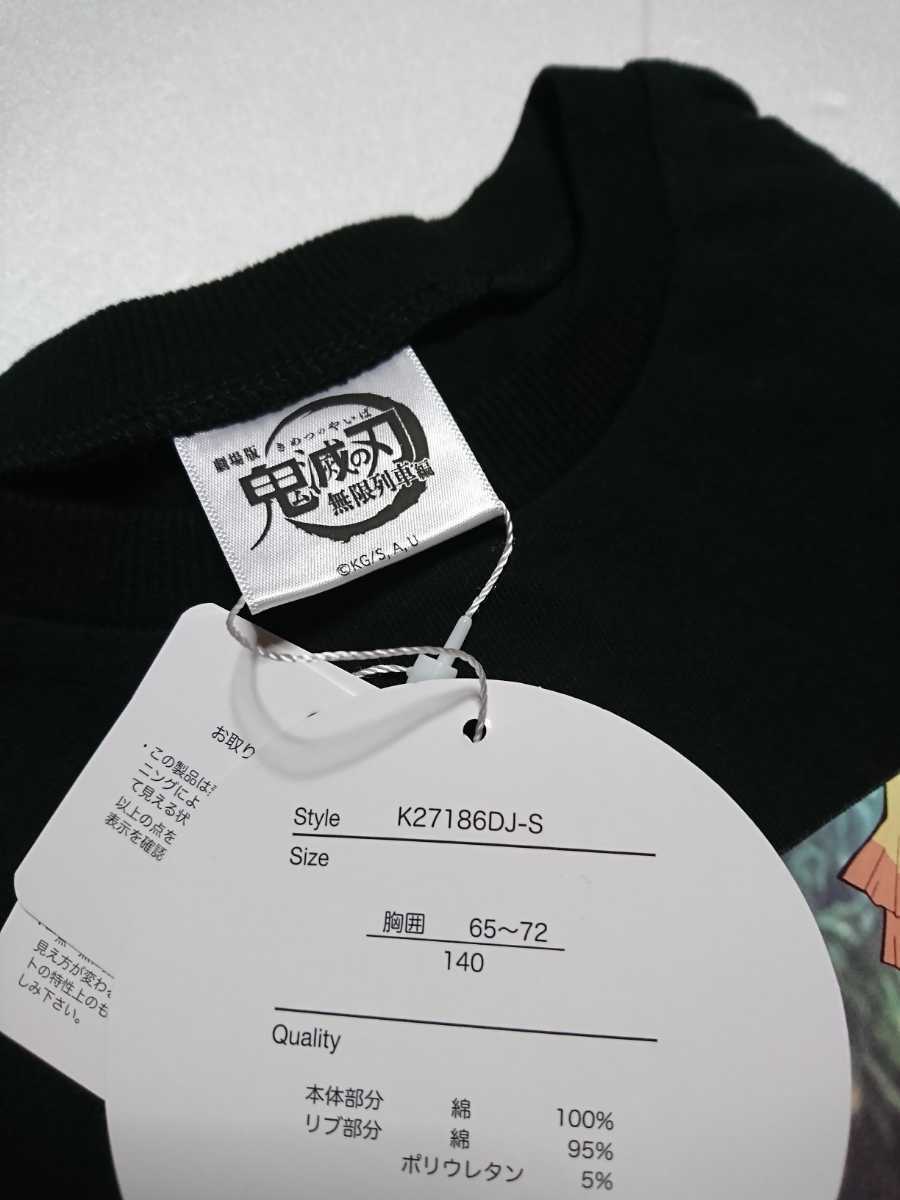 劇場版 きめつのやいば
鬼滅の刃
無限列車編
©KG/S,A,U
お取り
・この製品は
ニングによ
て見える状
以上の点を
表示を確認
見え方が変わ
トの特性上のも
しみ下さい。
Style K27186DJ-S
Size
胸囲 65～72
140
Quality
本体部分 綿 100%
リブ部分 綿 95%
ポリウレタン 5%